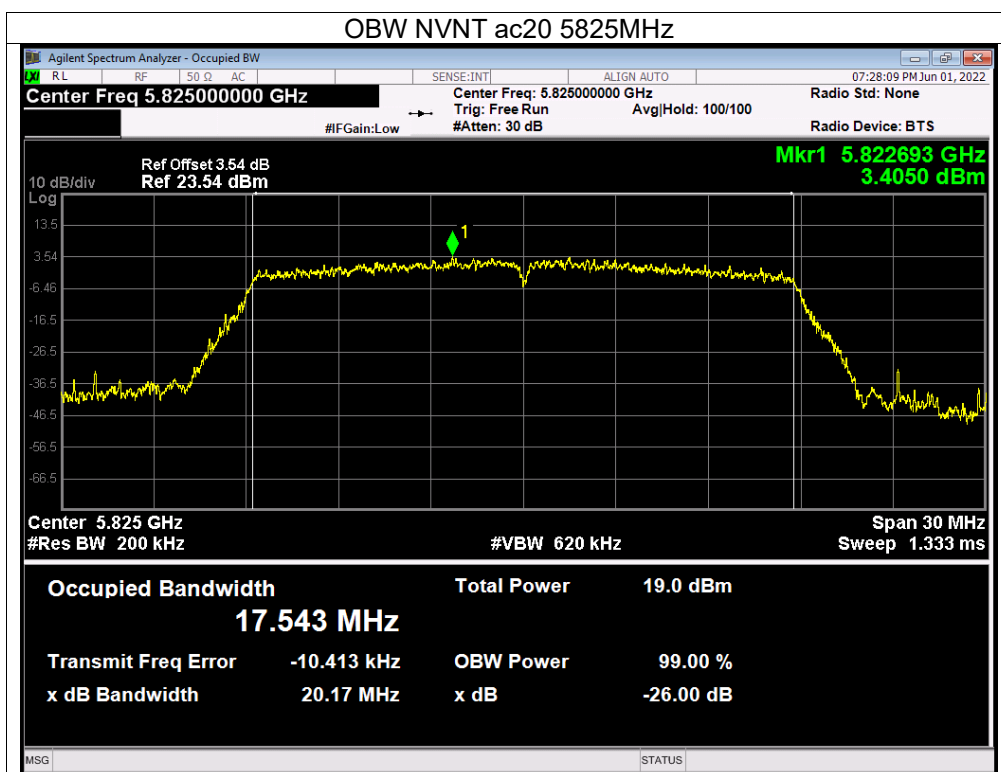 OBW NVNT ac20 5825MHz
Agilent Spectrum Analyzer - Occupied BW
LXI RL RF 50 Ω AC SENSE:INT ALIGN AUTO 07:28:09 PM Jun 01, 2022
Center Freq 5.825000000 GHz Center Freq: 5.825000000 GHz Radio Std: None
Trig: Free Run Avg|Hold: 100/100
#IFGain:Low #Atten: 30 dB Radio Device: BTS
Mkr1 5.822693 GHz
3.4050 dBm
Ref Offset 3.54 dB
10 dB/div Ref 23.54 dBm
Log
13.5
1
3.54
-6.46
-16.5
-26.5
-36.5
-46.5
-56.5
-66.5
Center 5.825 GHz Span 30 MHz
#Res BW 200 kHz #VBW 620 kHz Sweep 1.333 ms
Occupied Bandwidth Total Power 19.0 dBm
17.543 MHz
Transmit Freq Error -10.413 kHz OBW Power 99.00 %
x dB Bandwidth 20.17 MHz x dB -26.00 dB
MSG STATUS